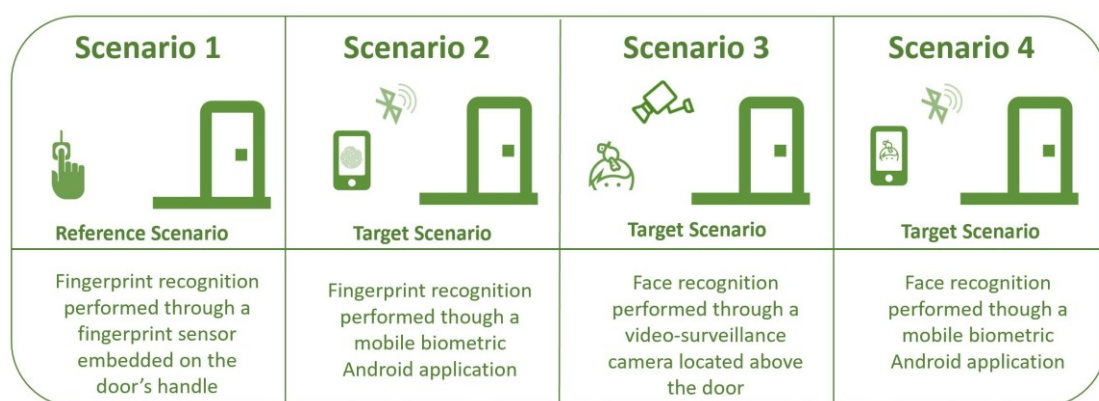 Scenario 1
Reference Scenario
Fingerprint recognition
performed through a
fingerprint sensor
embedded on the
door's handle
Scenario 2
Target Scenario
Fingerprint recognition
performed though a
mobile biometric
Android application
Scenario 3
Target Scenario
Face recognition
performed through a
video-surveillance
camera located above
the door
Scenario 4
Target Scenario
Face recognition
performed through a
mobile biometric
Android application